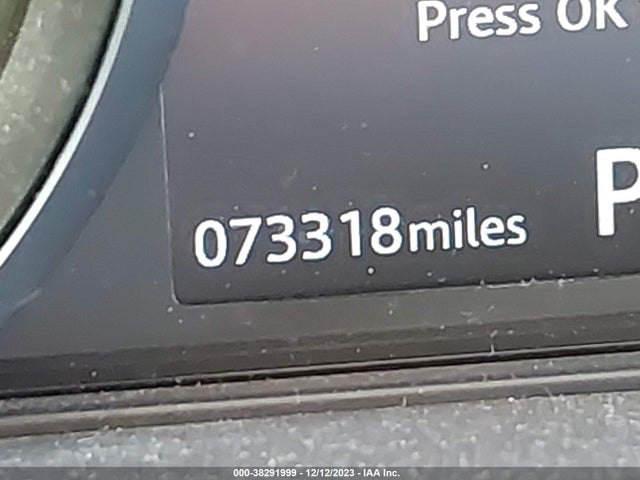 Press OK
073318miles
P
000-38291999 - 12/12/2023 - IAA Inc.